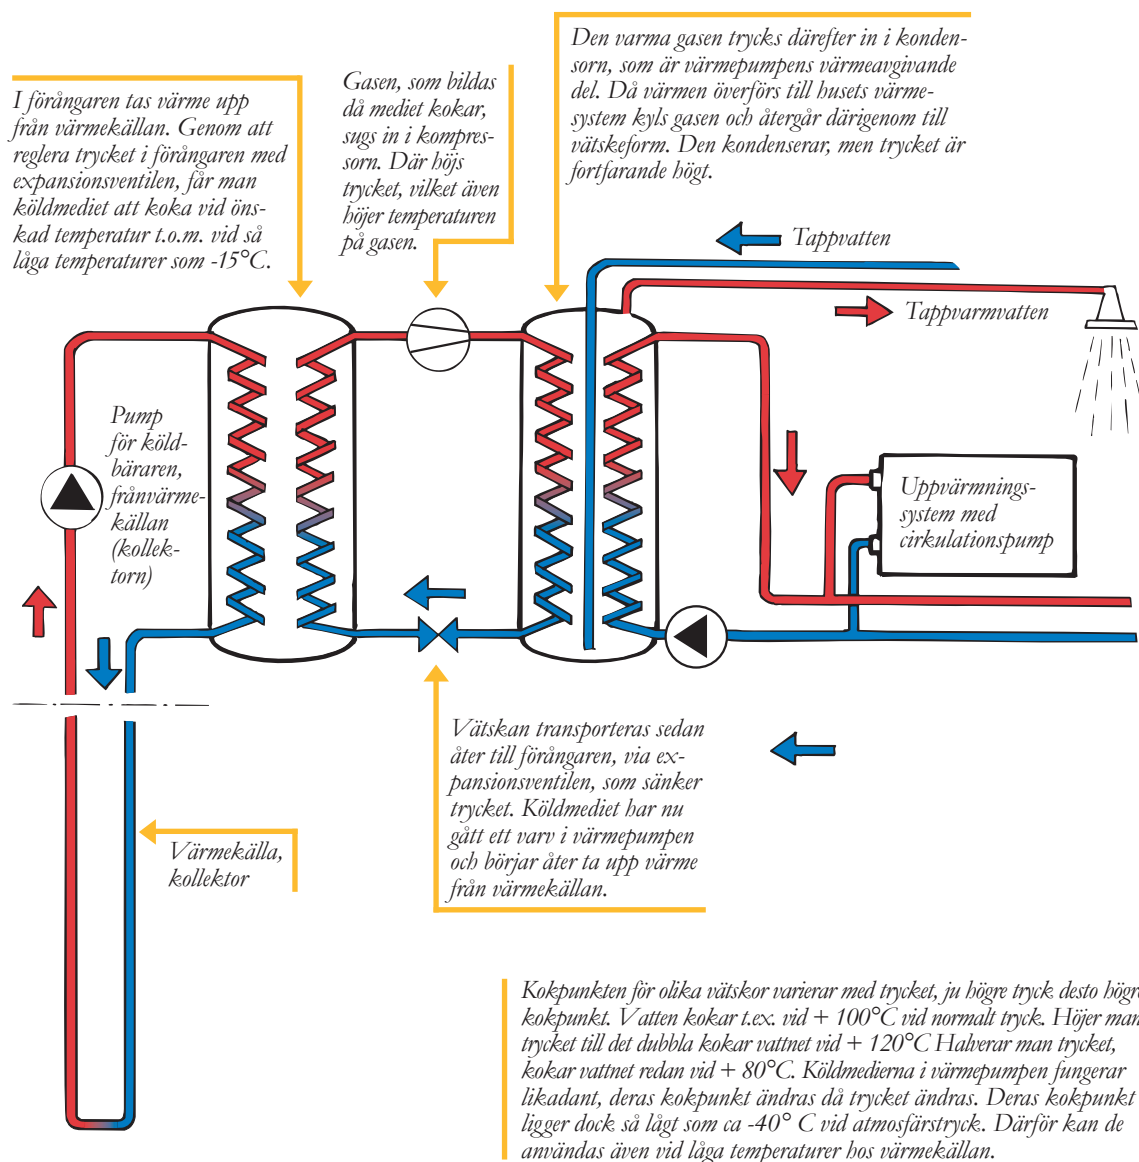 Den varma gasen trycks därefter in i konden-
sorn, som är värmepumpens värmeavgivande
del. Då värmen överförs till husets värme-
system kyls gasen och återgår därigenom till
vätskeform. Den kondenserar, men trycket är
fortfarande högt.
I förångaren tas värme upp
från värmekällan. Genom att
reglera trycket i förångaren med
expansionsventilen, får man
köldmediet att koka vid öns-
kad temperatur t.o.m. vid så
låga temperaturer som -15°C.
Gasen, som bildas
då mediet kokar,
sugs in i kompres-
sorn. Där höjs
trycket, vilket även
höjer temperaturen
på gasen.
Tappvatten
Tappvarmvatten
Pump
för köld-
bäraren,
frånvärme-
källan
(kollek-
torn)
Uppvärmnings-
system med
cirkulationspump
Vätskan transporteras sedan
åter till förångaren, via ex-
pansionsventilen, som sänker
trycket. Köldmediet har nu
gått ett varv i värmepumpen
och börjar åter ta upp värme
från värmekällan.
Värmekälla,
kollektor
Kokpunkten för olika vätskor varierar med trycket, ju högre tryck desto högre
kokpunkt. Vatten kokar t.ex. vid + 100°C vid normalt tryck. Höjer man
trycket till det dubbla kokar vattnet vid + 120°C Halverar man trycket,
kokar vattnet redan vid + 80°C. Köldmedierna i värmepumpen fungerar
likadant, deras kokpunkt ändras då trycket ändras. Deras kokpunkt
ligger dock så lågt som ca -40° C vid atmosfärstryck. Därför kan de
användas även vid låga temperaturer hos värmekällan.